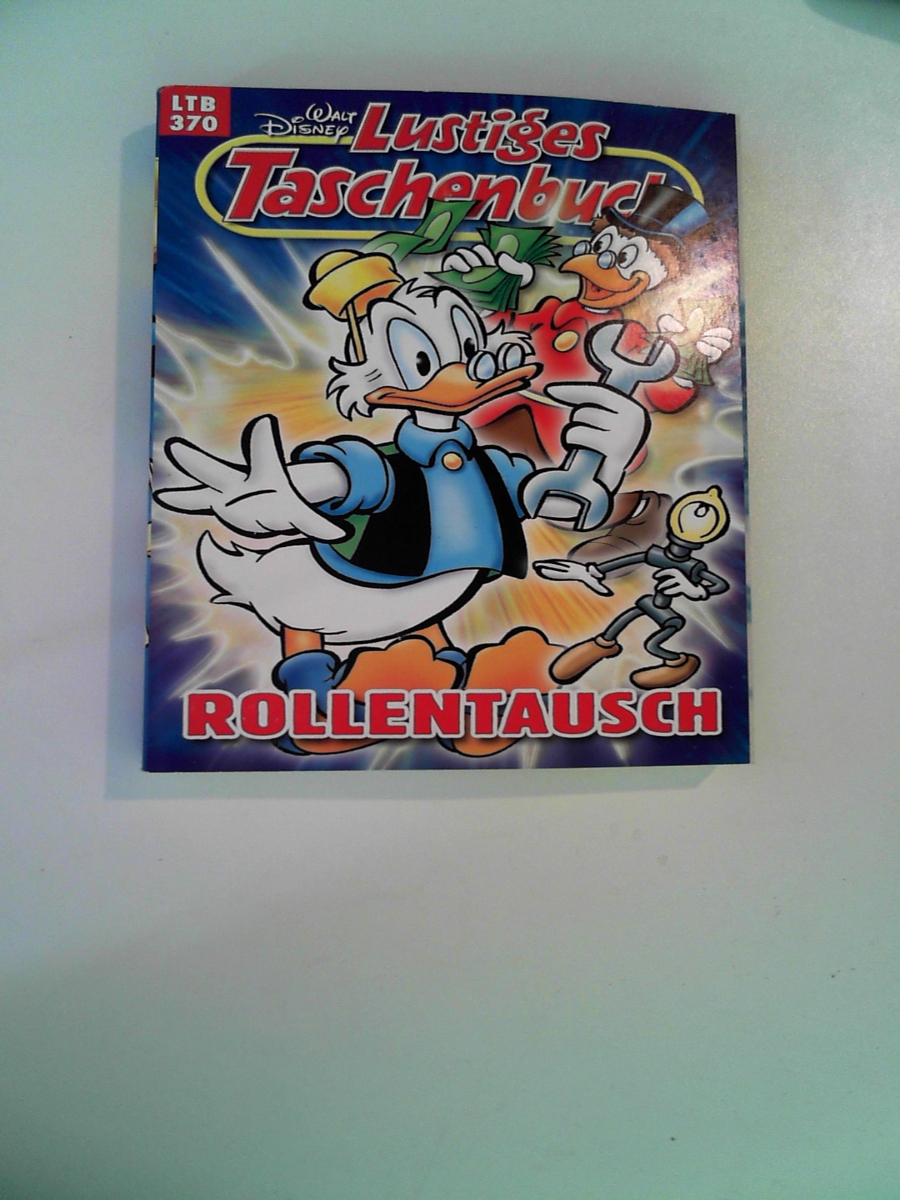 LTB
370
Walt
Disney
Lustiges
Taschenbuch
ROLLENTAUSCH